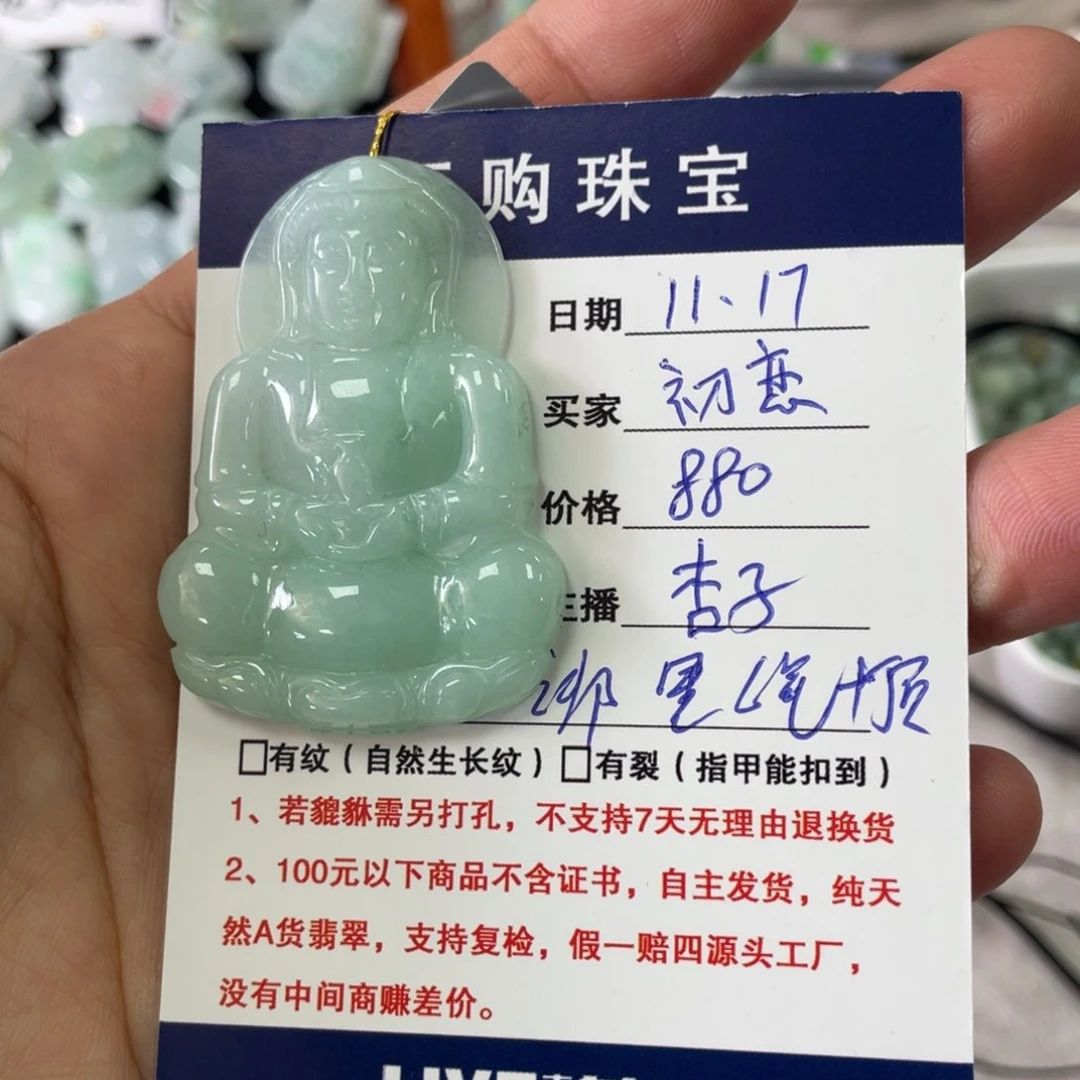 购珠宝
日期 11、17
买家 初恋
价格 880
主播 杏子
有纹（自然生长纹）有裂（指甲能扣到）
1、若貔貅需另打孔，不支持7天无理由退换货
2、100元以下商品不含证书，自主发货，纯天
然A货翡翠，支持复检，假一赔四源头工厂，
没有中间商赚差价。